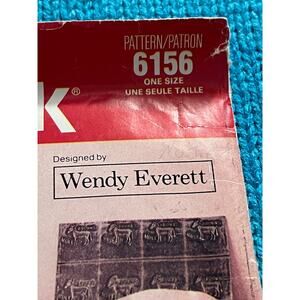 PATTERN/PATRON
6156
ONE SIZE
UNE SEULE TAILLE
K®
Designed by
Wendy Everett